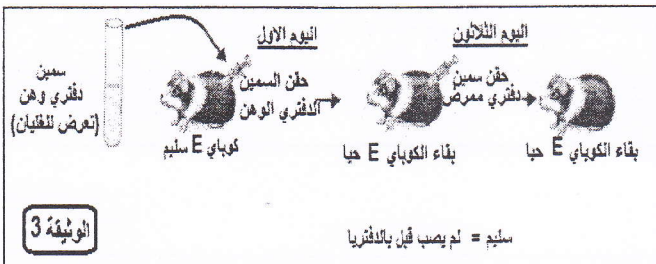 اليوم الاول
اليوم الثلاثون
سمين
دفتري وهن
(تعرض للغليان)
حقن السمين
الدفتري الوهن
حقن سمين
دفتري ممرض
كوباي E سليم
بقاء الكوباي E حيا
بقاء الكوباي E حيا
الوثيقة 3
سليم = لم يصب قبل بالدفتريا